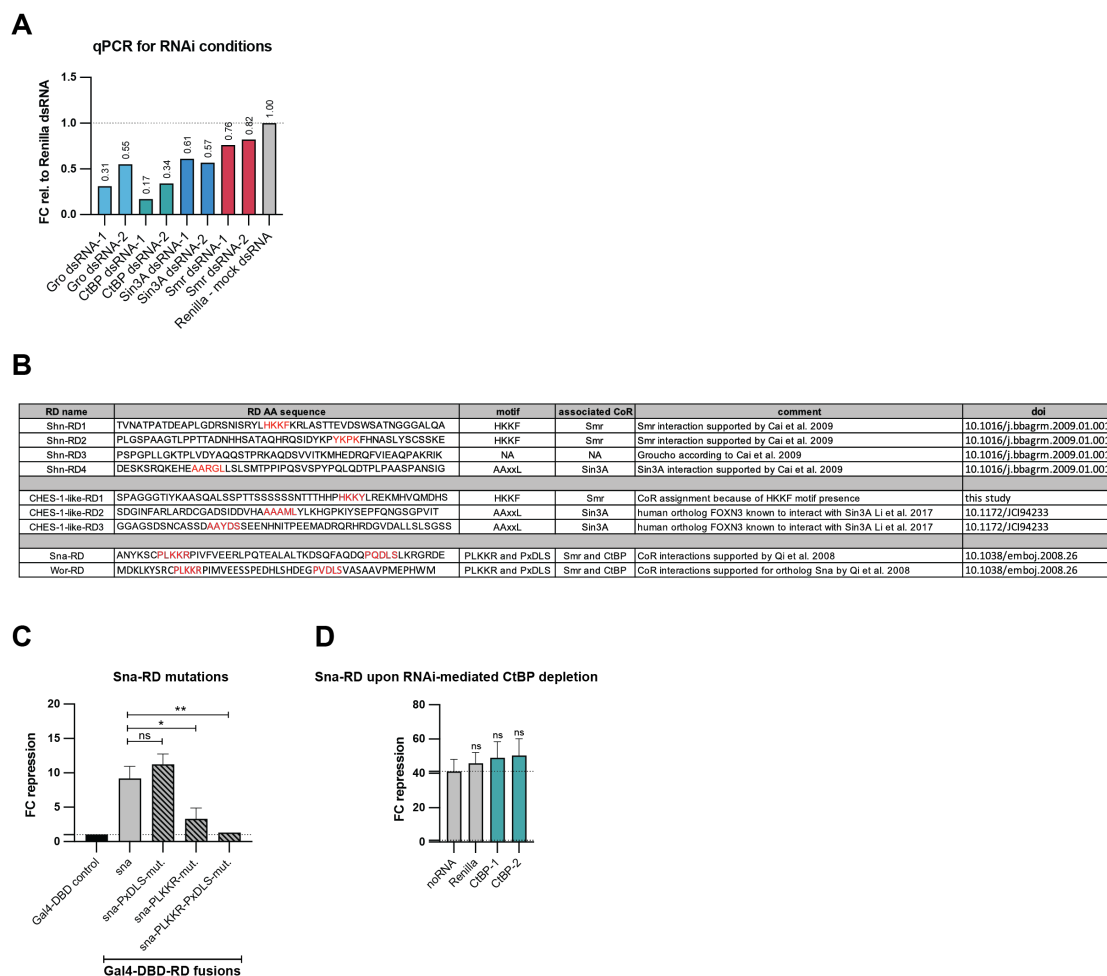 A
qPCR for RNAi conditions
FC rel. to Renilla dsRNA
1.5
1.0
0.5
0.0
0.31
0.55
0.17
0.34
0.61
0.57
0.76
0.82
1.00
Gro dsRNA-1
Gro dsRNA-2
CtBP dsRNA-1
CtBP dsRNA-2
Sin3A dsRNA-1
Sin3A dsRNA-2
Smr dsRNA-1
Smr dsRNA-2
Renilla - mock dsRNA
B
RD name RD AA sequence motif associated CoR comment doi
Shn-RD1 TVNATPATDEAPLGDRSNISRYLHKKFKRLASTTEVDSWSATNGGGALQA HKKF Smr Smr interaction supported by Cai et al. 2009 10.1016/j.bbagrm.2009.01.001
Shn-RD2 PLGSPAAGTLPPTTADNHHSATAQHRQSIDYKPYKPKFHNASLYSCSSKE HKKF Smr Smr interaction supported by Cai et al. 2009 10.1016/j.bbagrm.2009.01.001
Shn-RD3 PSPGPLLGKTPLVDYAQQSTPRKAQDSVVITKMHEDRQFVIEAQPAKRIK NA NA Groucho according to Cai et al. 2009 10.1016/j.bbagrm.2009.01.001
Shn-RD4 DESKSRQKEHEAARGLLSLSMTPPIPQSVSPYPQLQDTPLPAASPANSIG AAxxL Sin3A Sin3A interaction supported by Cai et al. 2009 10.1016/j.bbagrm.2009.01.001
CHES-1-like-RD1 SPAGGGTIYKAASQALSSPTTSSSSSSNTTTHHPHKKYLREKMHVQMDHS HKKF Smr CoR assignment because of HKKF motif presence this study
CHES-1-like-RD2 SDGINFARLARDCGADSIDDVHAAAAMLYLKHGPKIYSEPFQNGSGPVIT AAxxL Sin3A human ortholog FOXN3 known to interact with Sin3A Li et al. 2017 10.1172/JCI94233
CHES-1-like-RD3 GGAGSDSNCASSDAAYDSSEENHNITPEEMADRQRHRDGVDALLSLSGSS AAxxL Sin3A human ortholog FOXN3 known to interact with Sin3A Li et al. 2017 10.1172/JCI94233
Sna-RD ANYKSCPLKKRPIVFVEERLPQTEALALTKDSQFAQDQPQDLSLKRGRDE PLKKR and PxDLS Smr and CtBP CoR interactions supported by Qi et al. 2008 10.1038/emboj.2008.26
Wor-RD MDKLKYSRCPLKKRPIMVEESSPEDHLSHDEGPVDLSVASAAVPMEPHWM PLKKR and PxDLS Smr and CtBP CoR interactions supported for ortholog Sna by Qi et al. 2008 10.1038/emboj.2008.26
C
Sna-RD mutations
FC repression
20
15
10
5
0
**
*
ns
Gal4-DBD control
sna
sna-PxDLS-mut.
sna-PLKKR-mut.
sna-PLKKR-PxDLS-mut.
Gal4-DBD-RD fusions
D
Sna-RD upon RNAi-mediated CtBP depletion
FC repression
80
60
40
20
0
ns
ns
ns
noRNA
Renilla
CtBP-1
CtBP-2